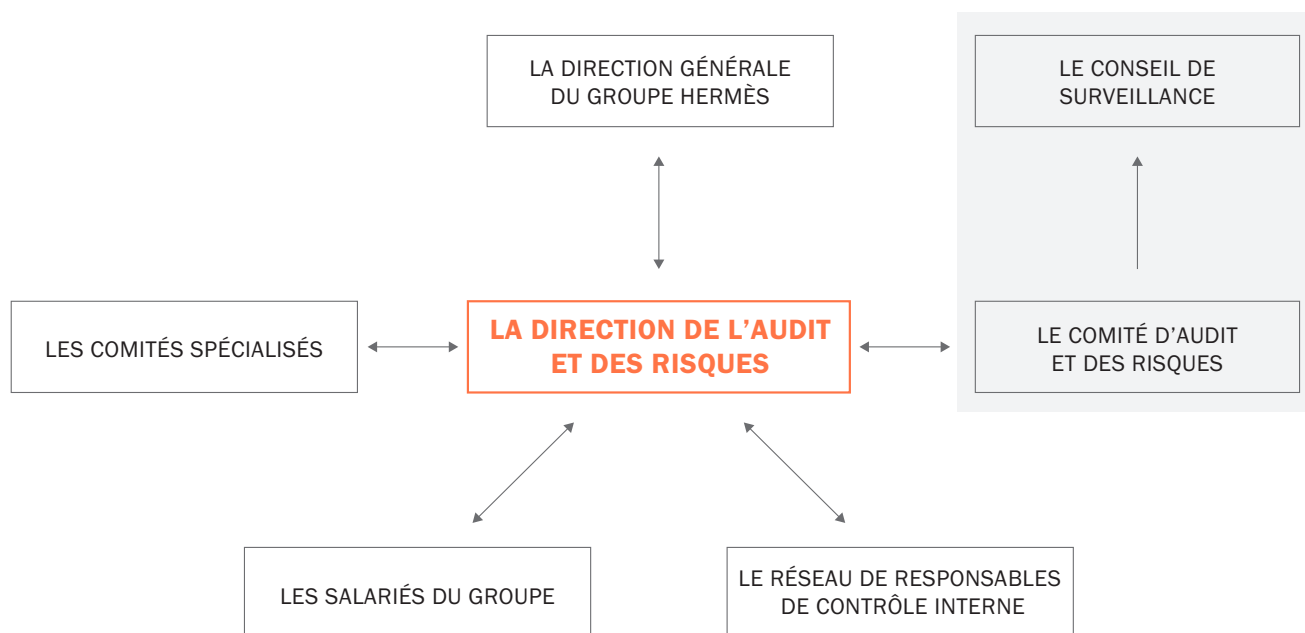 LA DIRECTION GÉNÉRALE
DU GROUPE HERMÈS
LE CONSEIL DE
SURVEILLANCE
LES COMITÉS SPÉCIALISÉS
LA DIRECTION DE L’AUDIT
ET DES RISQUES
LE COMITÉ D’AUDIT
ET DES RISQUES
LES SALARIÉS DU GROUPE
LE RÉSEAU DE RESPONSABLES
DE CONTRÔLE INTERNE